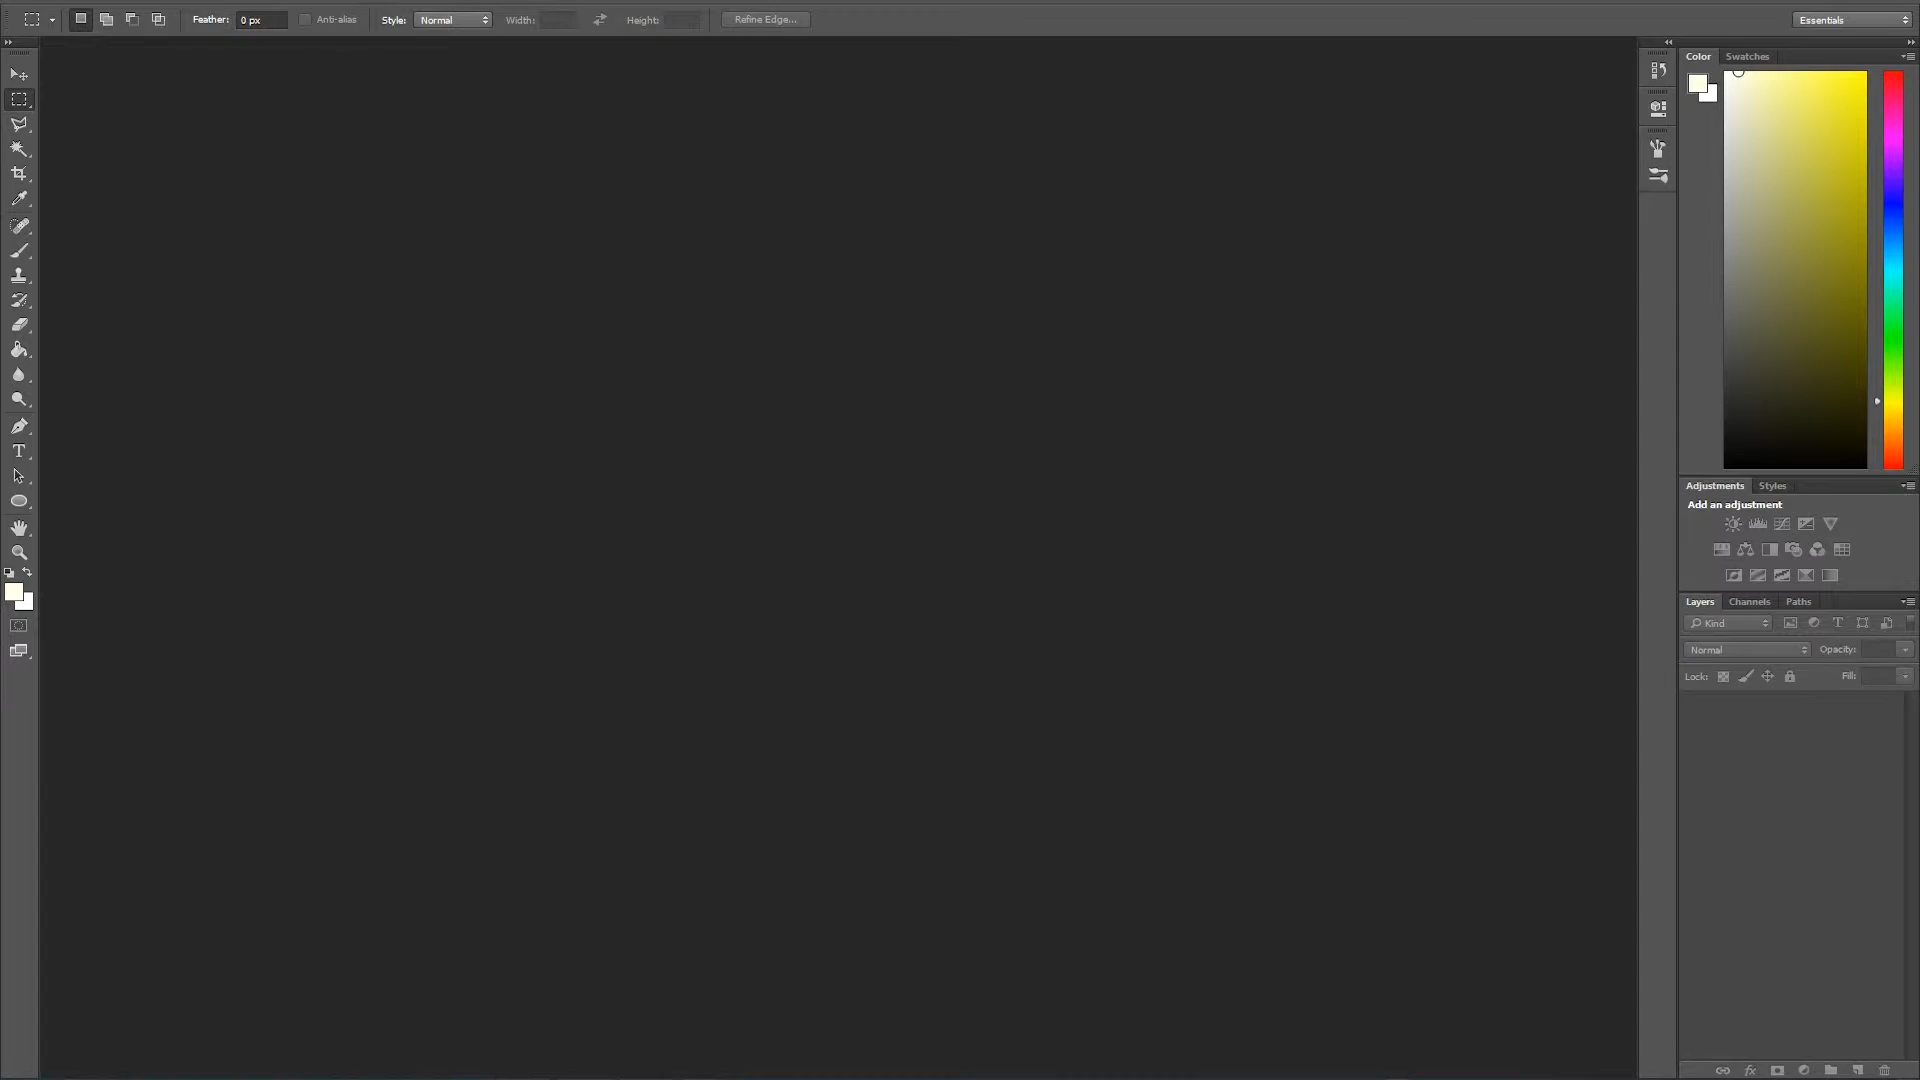 Feather: 0 px Anti-alias Style: Normal Width: Height: Refine Edge... Essentials
Color Swatches
Adjustments Styles
Add an adjustment
Layers Channels Paths
Kind
Normal Opacity:
Lock: Fill: